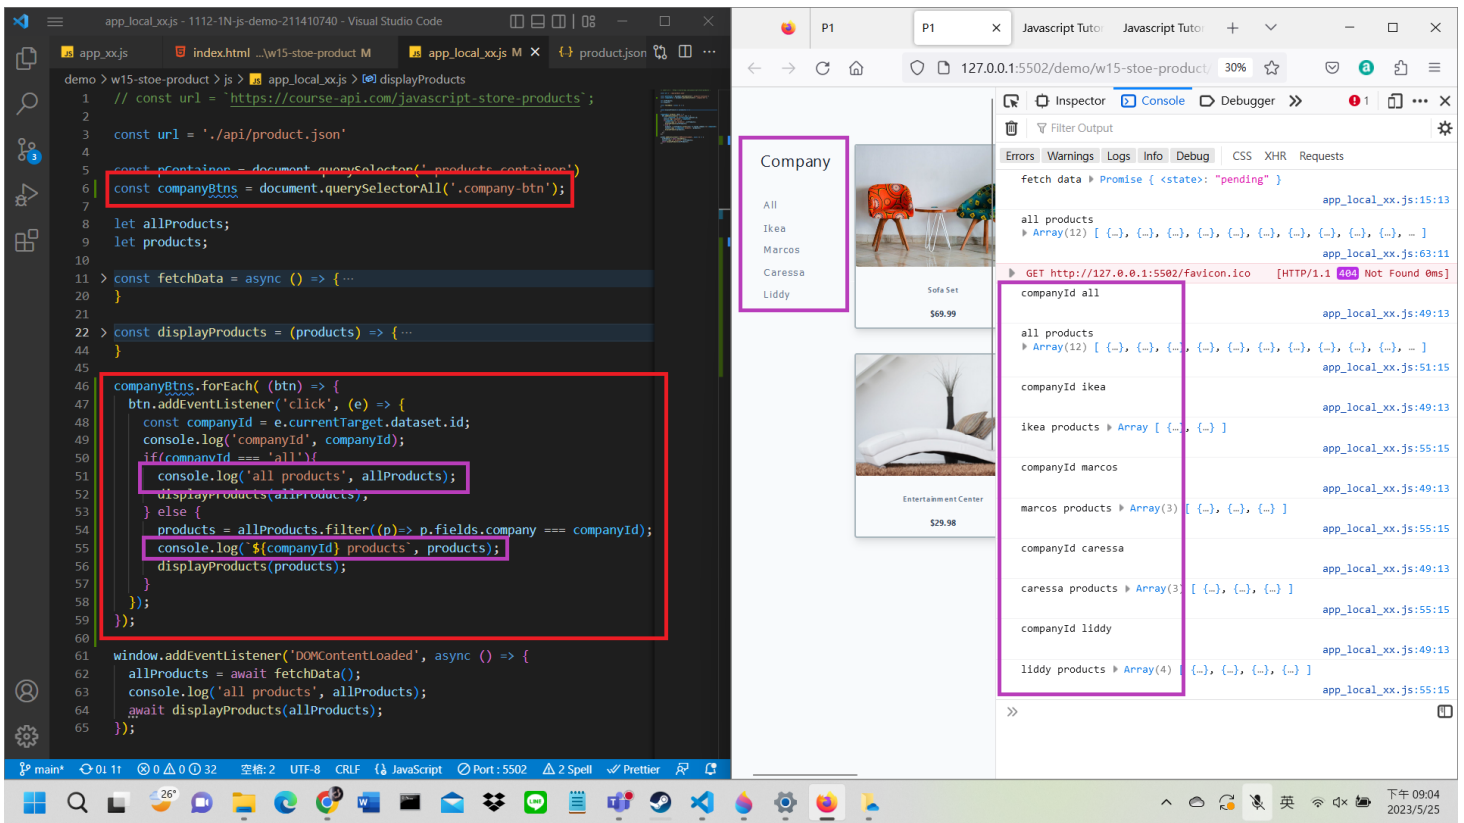 app_local_xx.js - 1112-1N-js-demo-211410740 - Visual Studio Code
app_xx.js
index.html ...\w15-stoe-product M
app_local_xx.js M
product.json
demo > w15-stoe-product > js > app_local_xx.js > displayProducts
1 // const url = `https://course-api.com/javascript-store-products`;
2
3 const url = './api/product.json'
4
5 const pContainer = document.querySelector('.products-container')
6 const companyBtns = document.querySelectorAll('.company-btn');
7
8 let allProducts;
9 let products;
10
11 const fetchData = async () => { ...
20 }
21
22 const displayProducts = (products) => { ...
44 }
45
46 companyBtns.forEach( (btn) => {
47 btn.addEventListener('click', (e) => {
48 const companyId = e.currentTarget.dataset.id;
49 console.log('companyId', companyId);
50 if(companyId === 'all'){
51 console.log('all products', allProducts);
52 displayProducts(allProducts);
53 } else {
54 products = allProducts.filter((p)=> p.fields.company === companyId);
55 console.log(`${companyId} products`, products);
56 displayProducts(products);
57 }
58 });
59 });
60
61 window.addEventListener('DOMContentLoaded', async () => {
62 allProducts = await fetchData();
63 console.log('all products', allProducts);
64 await displayProducts(allProducts);
65 });
3
main* 0↓ 1↑ 0 0 32 空格: 2 UTF-8 CRLF JavaScript Port : 5502 2 Spell Prettier
P1
P1
Javascript Tuto
Javascript Tuto
127.0.0.1:5502/demo/w15-stoe-product/
30%
Company
All
Ikea
Marcos
Caressa
Liddy
Sofa Set
$69.99
Entertainment Center
$29.98
Inspector Console Debugger 1
Filter Output
Errors Warnings Logs Info Debug CSS XHR Requests
fetch data ▶ Promise { <state>: "pending" }
app_local_xx.js:15:13
all products
▶ Array(12) [ {…}, {…}, {…}, {…}, {…}, {…}, {…}, {…}, {…}, {…}, … ]
app_local_xx.js:63:11
▶ GET http://127.0.0.1:5502/favicon.ico [HTTP/1.1 404 Not Found 0ms]
companyId all
app_local_xx.js:49:13
all products
▶ Array(12) [ {…}, {…}, {…}, {…}, {…}, {…}, {…}, {…}, {…}, {…}, … ]
app_local_xx.js:51:15
companyId ikea
app_local_xx.js:49:13
ikea products ▶ Array [ {…}, {…} ]
app_local_xx.js:55:15
companyId marcos
app_local_xx.js:49:13
marcos products ▶ Array(3) [ {…}, {…}, {…} ]
app_local_xx.js:55:15
companyId caressa
app_local_xx.js:49:13
caressa products ▶ Array(3) [ {…}, {…}, {…} ]
app_local_xx.js:55:15
companyId liddy
app_local_xx.js:49:13
liddy products ▶ Array(4) [ {…}, {…}, {…}, {…} ]
app_local_xx.js:55:15
26°
英
下午 09:04
2023/5/25